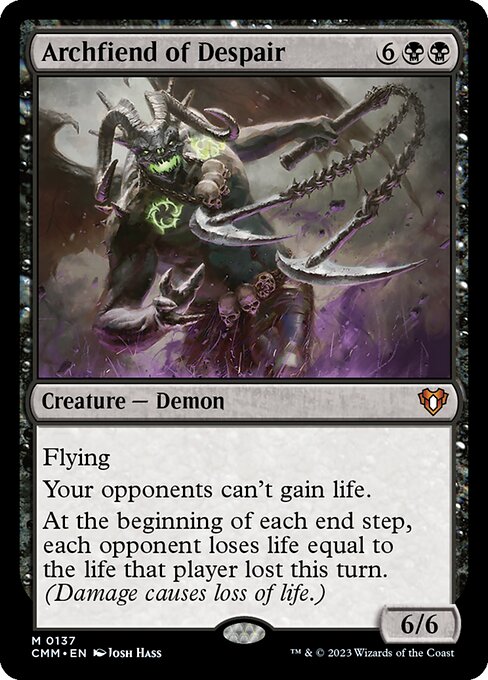 Archfiend of Despair 6
Creature — Demon
Flying
Your opponents can't gain life.
At the beginning of each end step,
each opponent loses life equal to
the life that player lost this turn.
(Damage causes loss of life.)
6/6
M 0137
CMM • EN Josh Hass ™ & © 2023 Wizards of the Coast